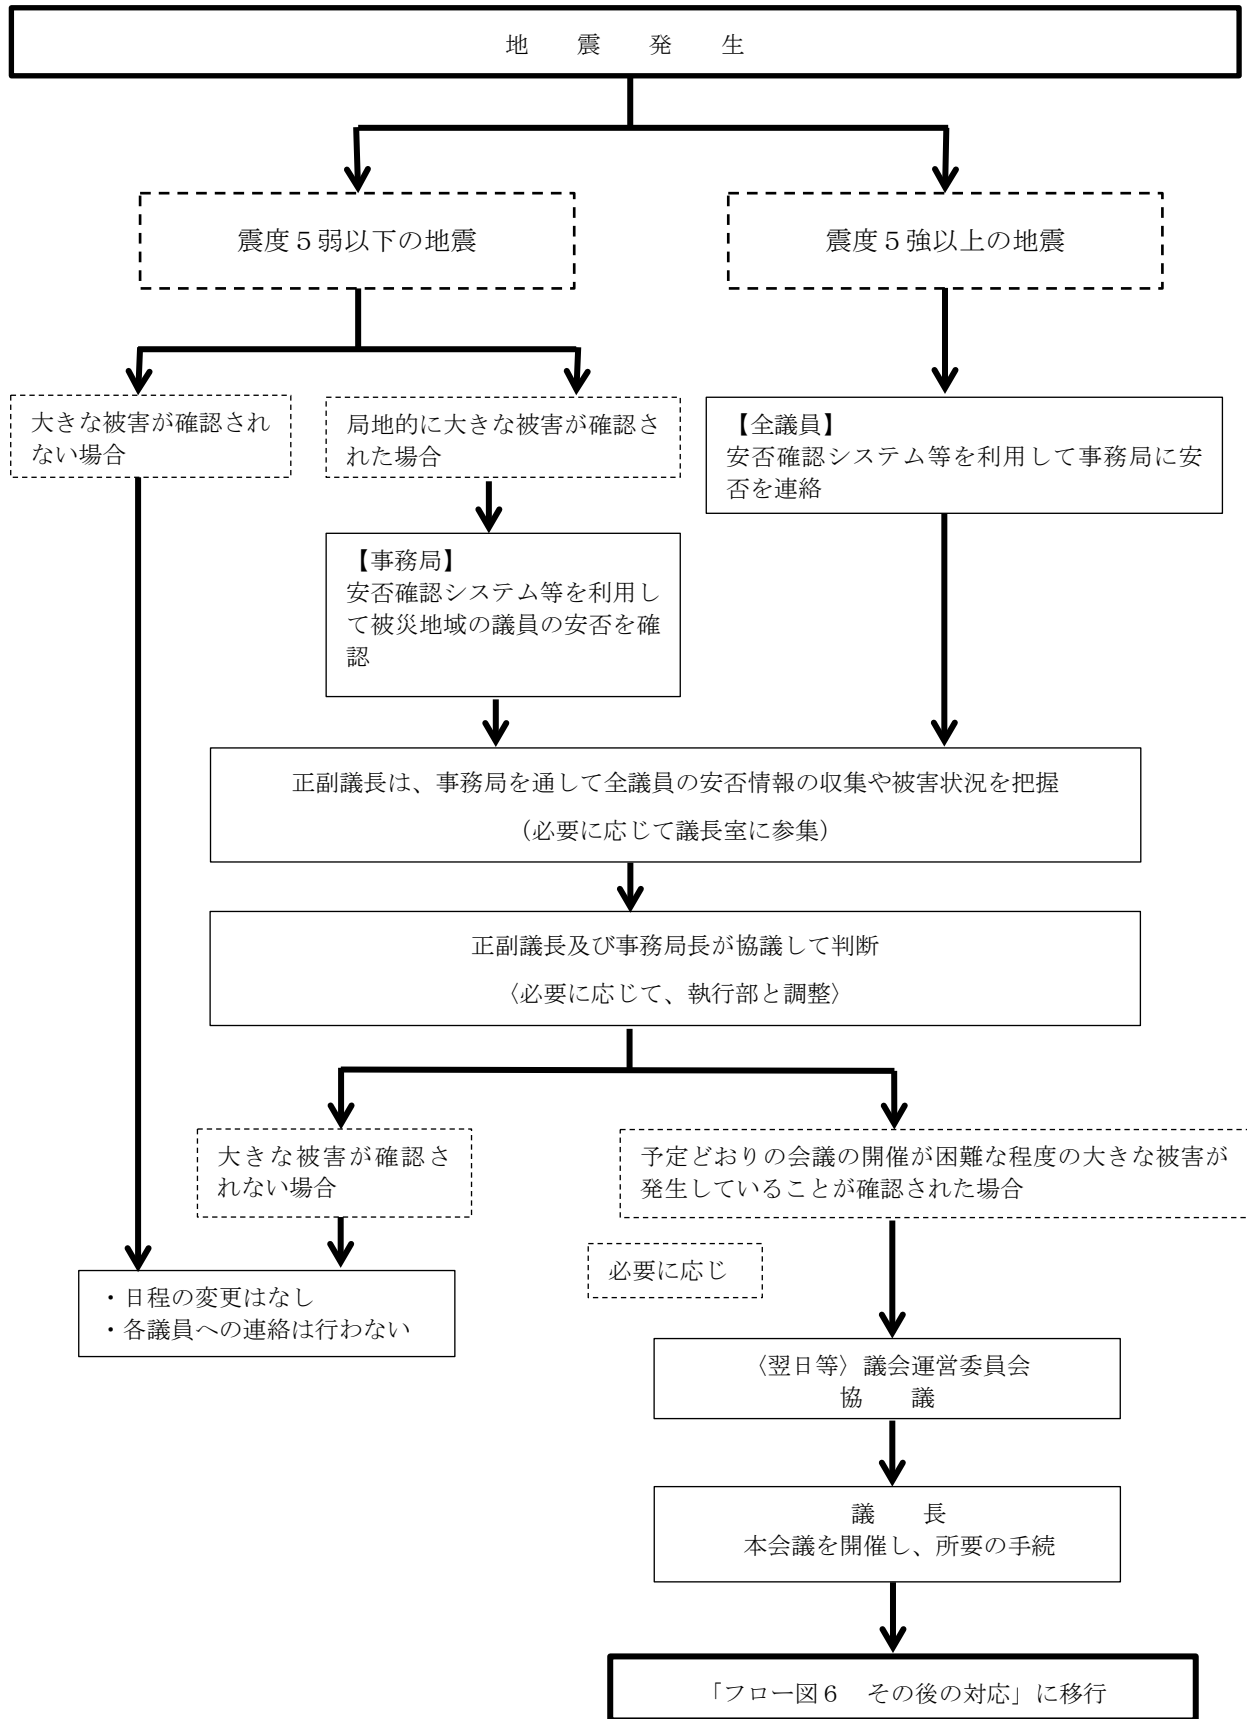 地　震　発　生
震度５弱以下の地震
震度５強以上の地震
大きな被害が確認され
ない場合
局地的に大きな被害が確認さ
れた場合
【全議員】
安否確認システム等を利用して事務局に安
否を連絡
【事務局】
安否確認システム等を利用し
て被災地域の議員の安否を確
認
正副議長は、事務局を通して全議員の安否情報の収集や被害状況を把握
（必要に応じて議長室に参集）
正副議長及び事務局長が協議して判断
〈必要に応じて、執行部と調整〉
大きな被害が確認さ
れない場合
予定どおりの会議の開催が困難な程度の大きな被害が
発生していることが確認された場合
必要に応じ
・日程の変更はなし
・各議員への連絡は行わない
〈翌日等〉議会運営委員会
協　　議
議　　長
本会議を開催し、所要の手続
「フロー図６　その後の対応」に移行